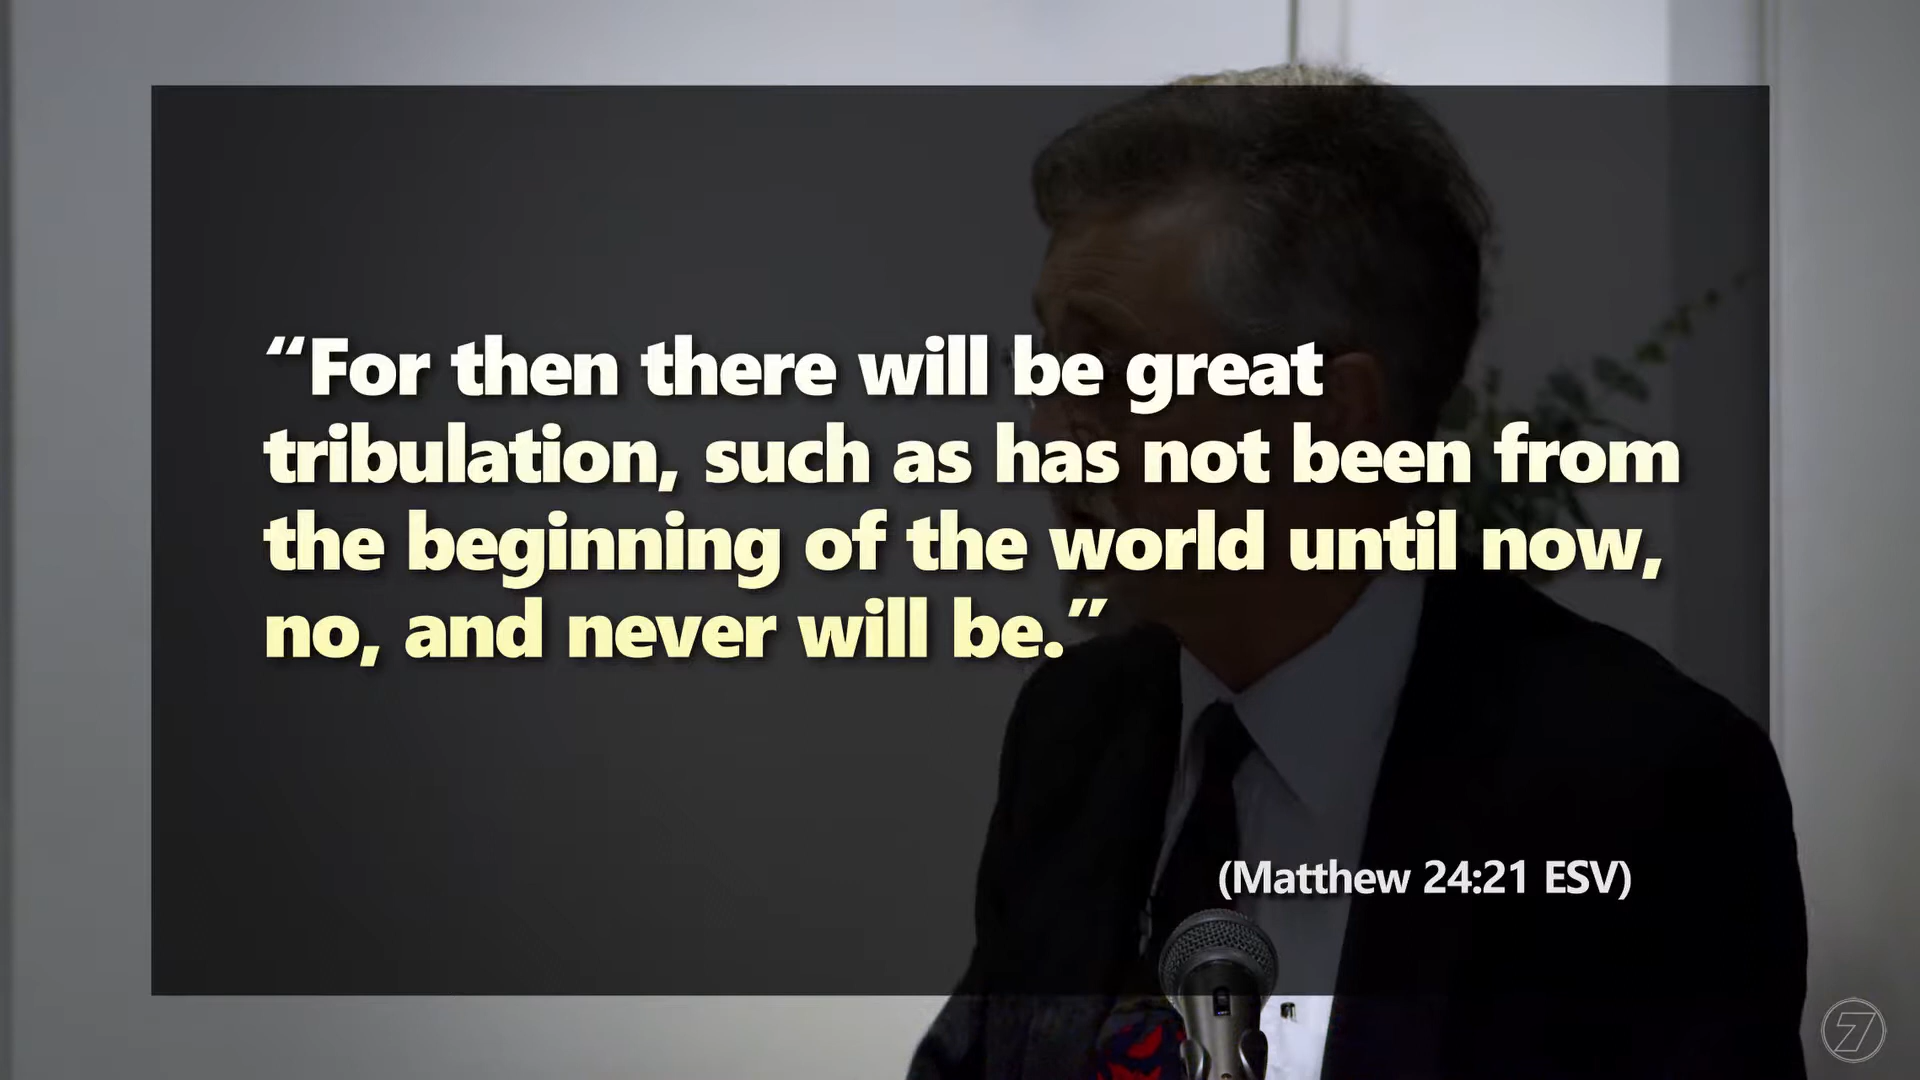 “For then there will be great
tribulation, such as has not been from
the beginning of the world until now,
no, and never will be.”
(Matthew 24:21 ESV)